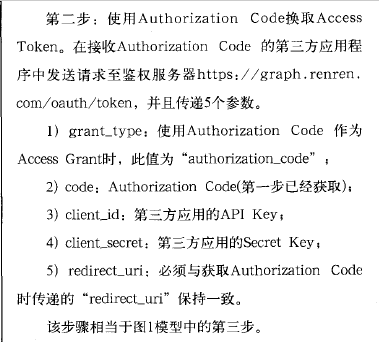 第二步：使用Authorization Code换取Access
Token。在接收Authorization Code 的第三方应用程
序中发送请求至鉴权服务器https：//graph.renren.
com/oauth/token，并且传递5个参数。
1）grant_type：使用Authorization Code 作为
Access Grant时，此值为“authorization_code”；
2）code：Authorization Code(第一步已经获取)；
3）client_id：第三方应用的API Key；
4）client_secret：第三方应用的Secret Key；
5）redirect_uri：必须与获取Authorization Code
时传递的“redirect_uri”保持一致。
该步骤相当于图1模型中的第三步。